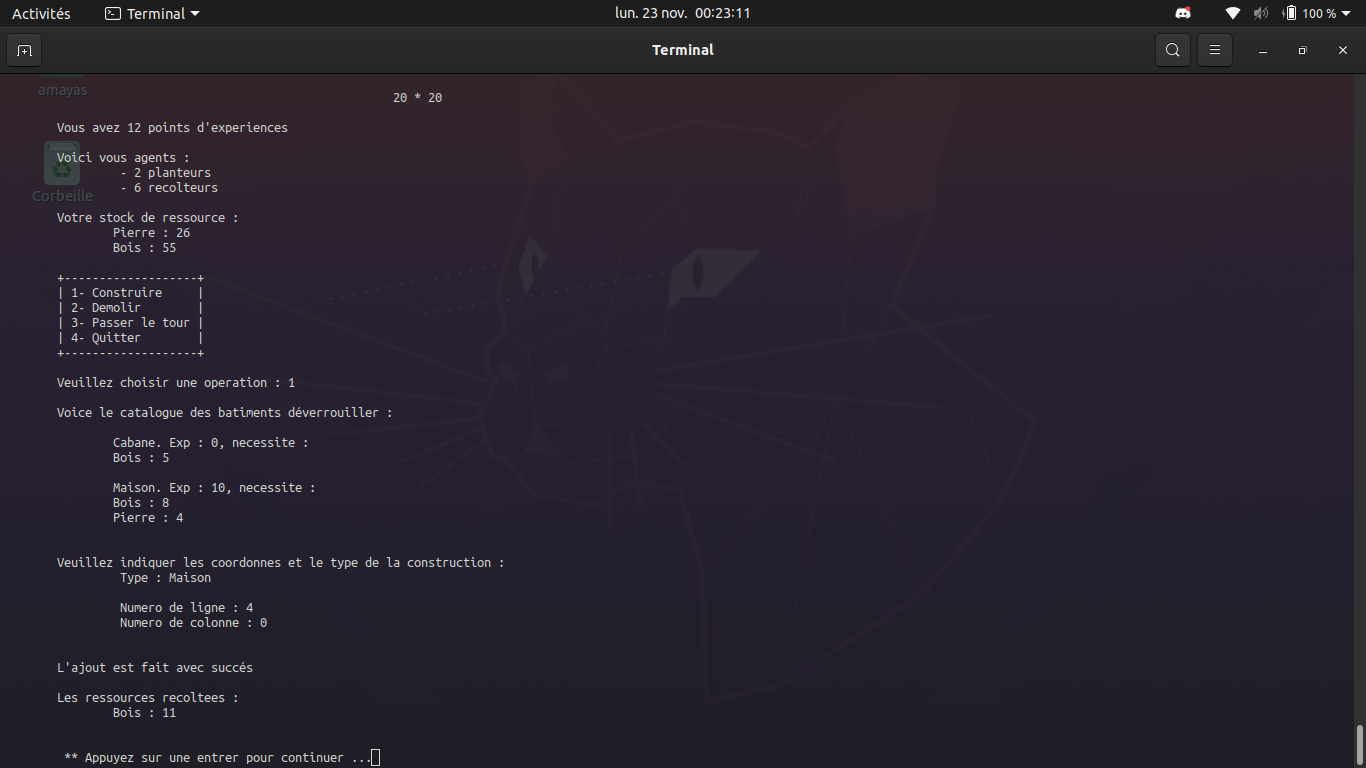 Activités
Terminal
lun. 23 nov. 00:23:11
100 %
Terminal
amayas
20 * 20
Vous avez 12 points d'experiences
Voici vous agents :
- 2 planteurs
- 6 recolteurs
Corbeille
Votre stock de ressource :
Pierre : 26
Bois : 55
+-------------------+
| 1- Construire |
| 2- Demolir |
| 3- Passer le tour |
| 4- Quitter |
+-------------------+
Veuillez choisir une operation : 1
Voice le catalogue des batiments déverrouiller :
Cabane. Exp : 0, necessite :
Bois : 5
Maison. Exp : 10, necessite :
Bois : 8
Pierre : 4
Veuillez indiquer les coordonnes et le type de la construction :
Type : Maison
Numero de ligne : 4
Numero de colonne : 0
L'ajout est fait avec succés
Les ressources recoltees :
Bois : 11
** Appuyez sur une entrer pour continuer ...